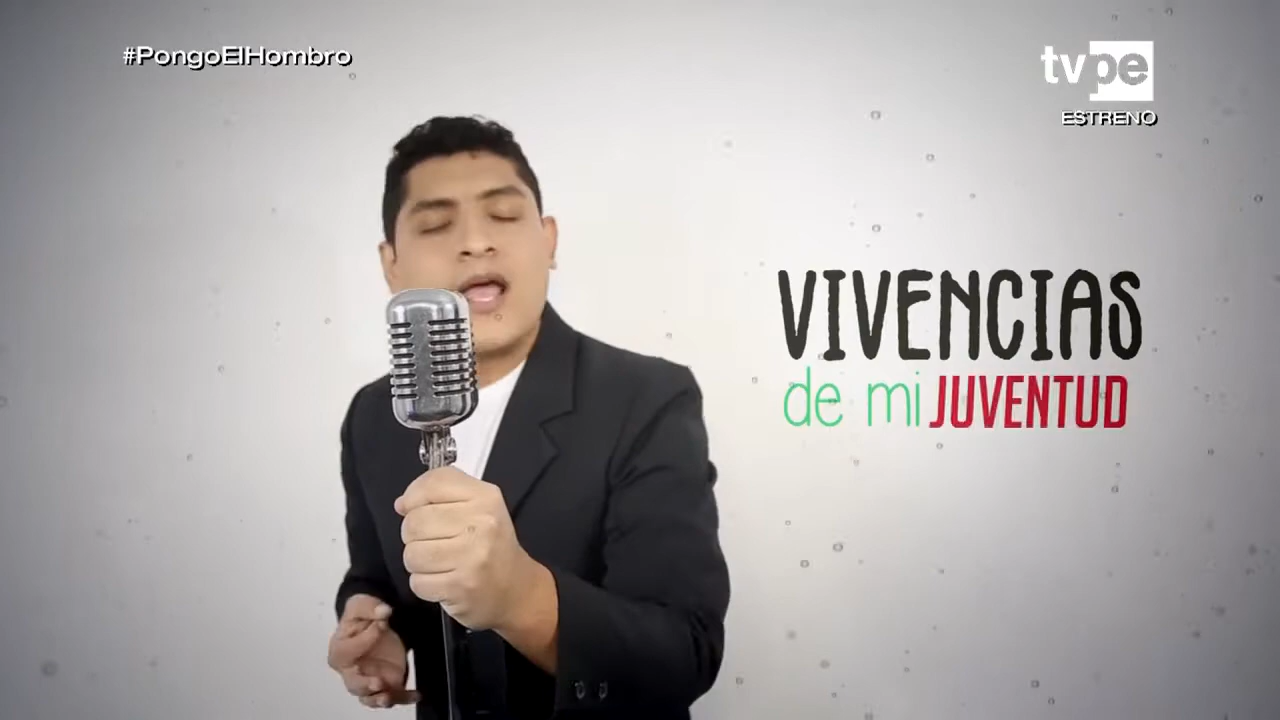 #PongoElHombro
tvpe
ESTRENO
VIVENCIAS
de mi JUVENTUD